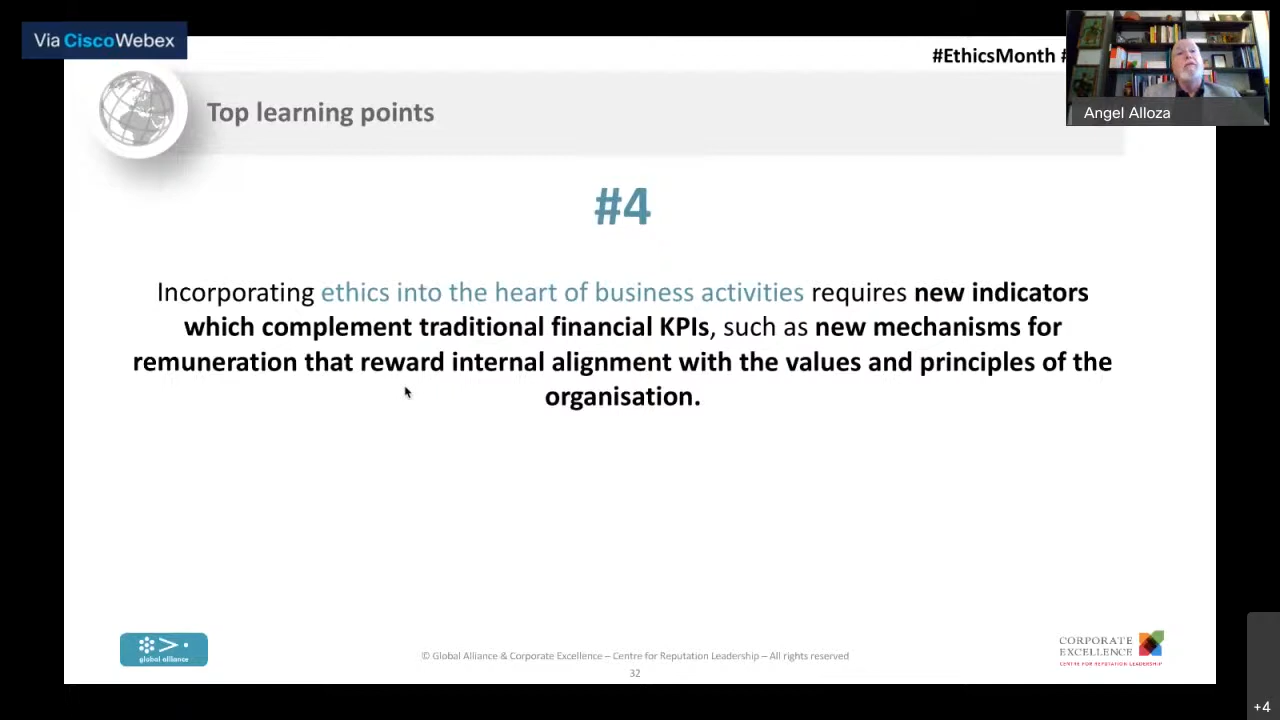 Via CiscoWebex
#EthicsMonth #
Angel Alloza
Top learning points
#4
Incorporating ethics into the heart of business activities requires new indicators
which complement traditional financial KPIs, such as new mechanisms for
remuneration that reward internal alignment with the values and principles of the
organisation.
global alliance
© Global Alliance & Corporate Excellence – Centre for Reputation Leadership – All rights reserved
32
CORPORATE
EXCELLENCE
CENTRE FOR REPUTATION LEADERSHIP
+4